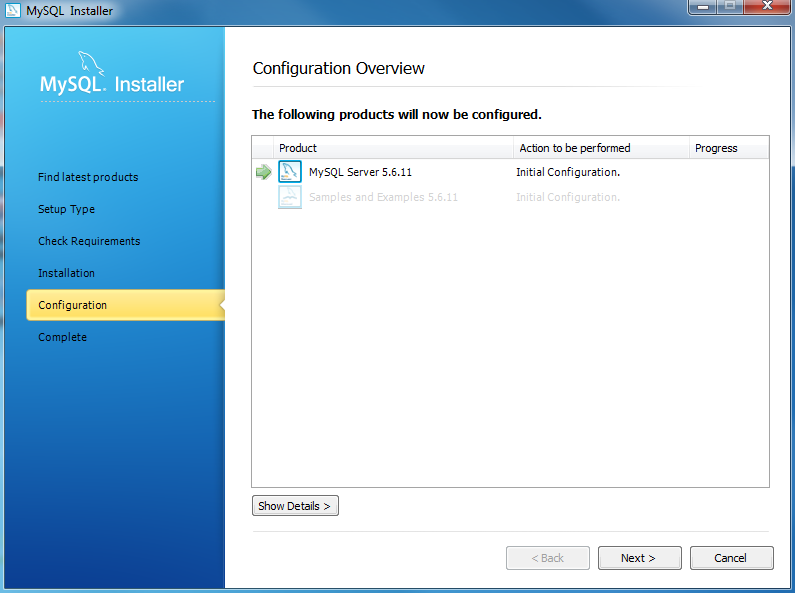 MySQL Installer
MySQL. Installer
Find latest products
Setup Type
Check Requirements
Installation
Configuration
Complete
Configuration Overview
The following products will now be configured.
Product Action to be performed Progress
MySQL Server 5.6.11 Initial Configuration.
Samples and Examples 5.6.11 Initial Configuration.
Show Details >
< Back Next > Cancel